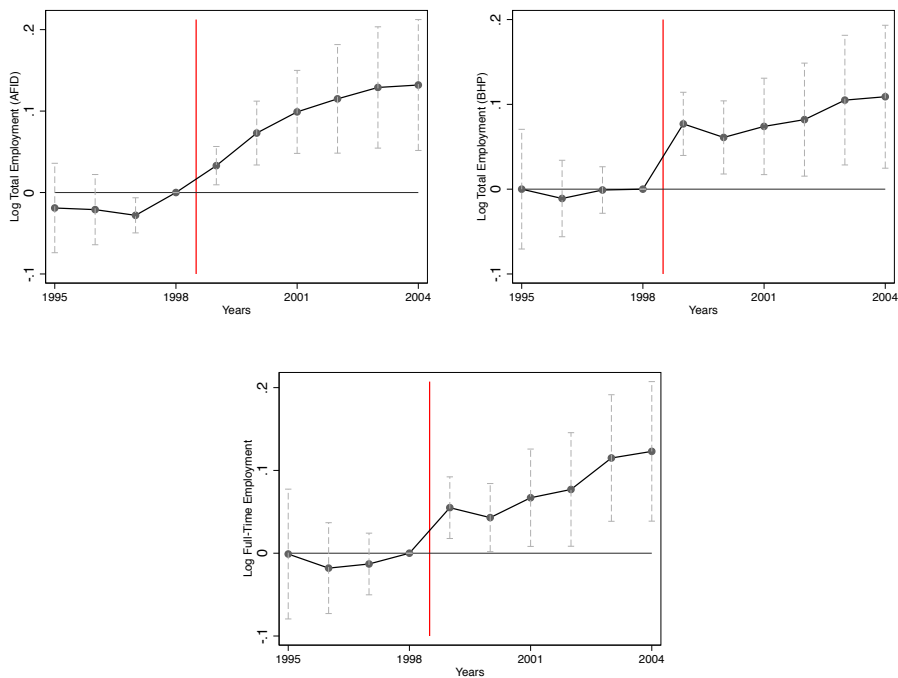 Log Total Employment (AFID)
.2
.1
0
-.1
1995 1998 2001 2004
Years
Log Total Employment (BHP)
.2
.1
0
-.1
1995 1998 2001 2004
Years
Log Full-Time Employment
.2
.1
0
-.1
1995 1998 2001 2004
Years